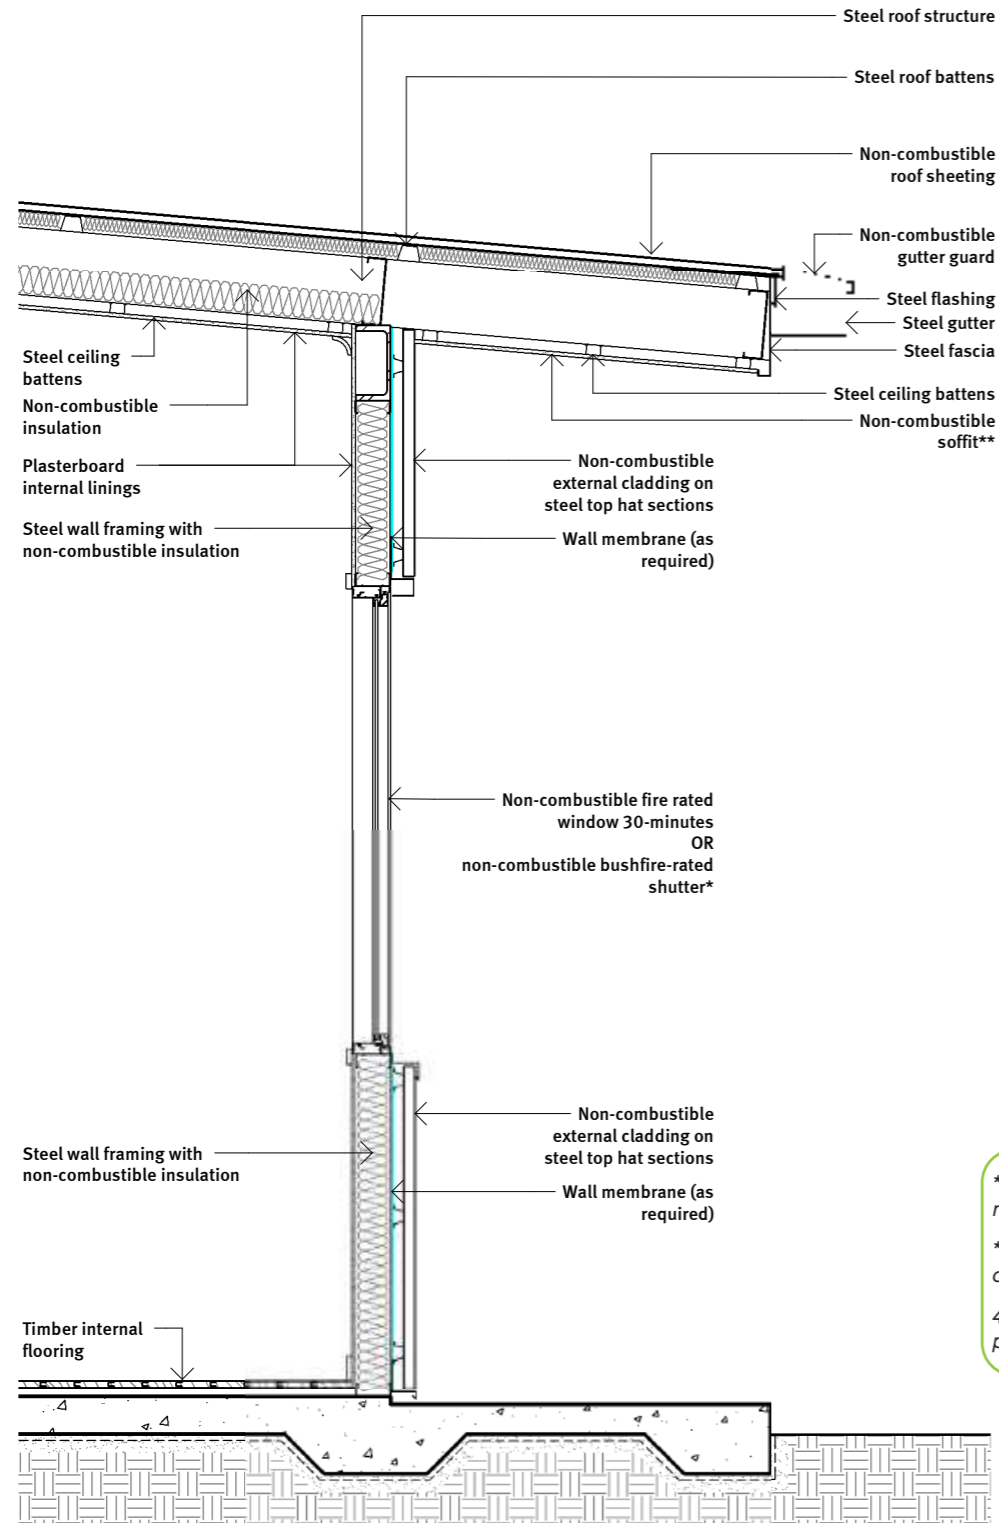 Steel roof structure
Steel roof battens
Non-combustible
roof sheeting
Non-combustible
gutter guard
Steel flashing
Steel gutter
Steel fascia
Steel ceiling battens
Non-combustible
soffit**
Steel ceiling
battens
Non-combustible
insulation
Plasterboard
internal linings
Steel wall framing with
non-combustible insulation
Non-combustible
external cladding on
steel top hat sections
Wall membrane (as
required)
Non-combustible fire rated
window 30-minutes
OR
non-combustible bushfire-rated
shutter*
Steel wall framing with
non-combustible insulation
Non-combustible
external cladding on
steel top hat sections
Wall membrane (as
required)
Timber internal
flooring